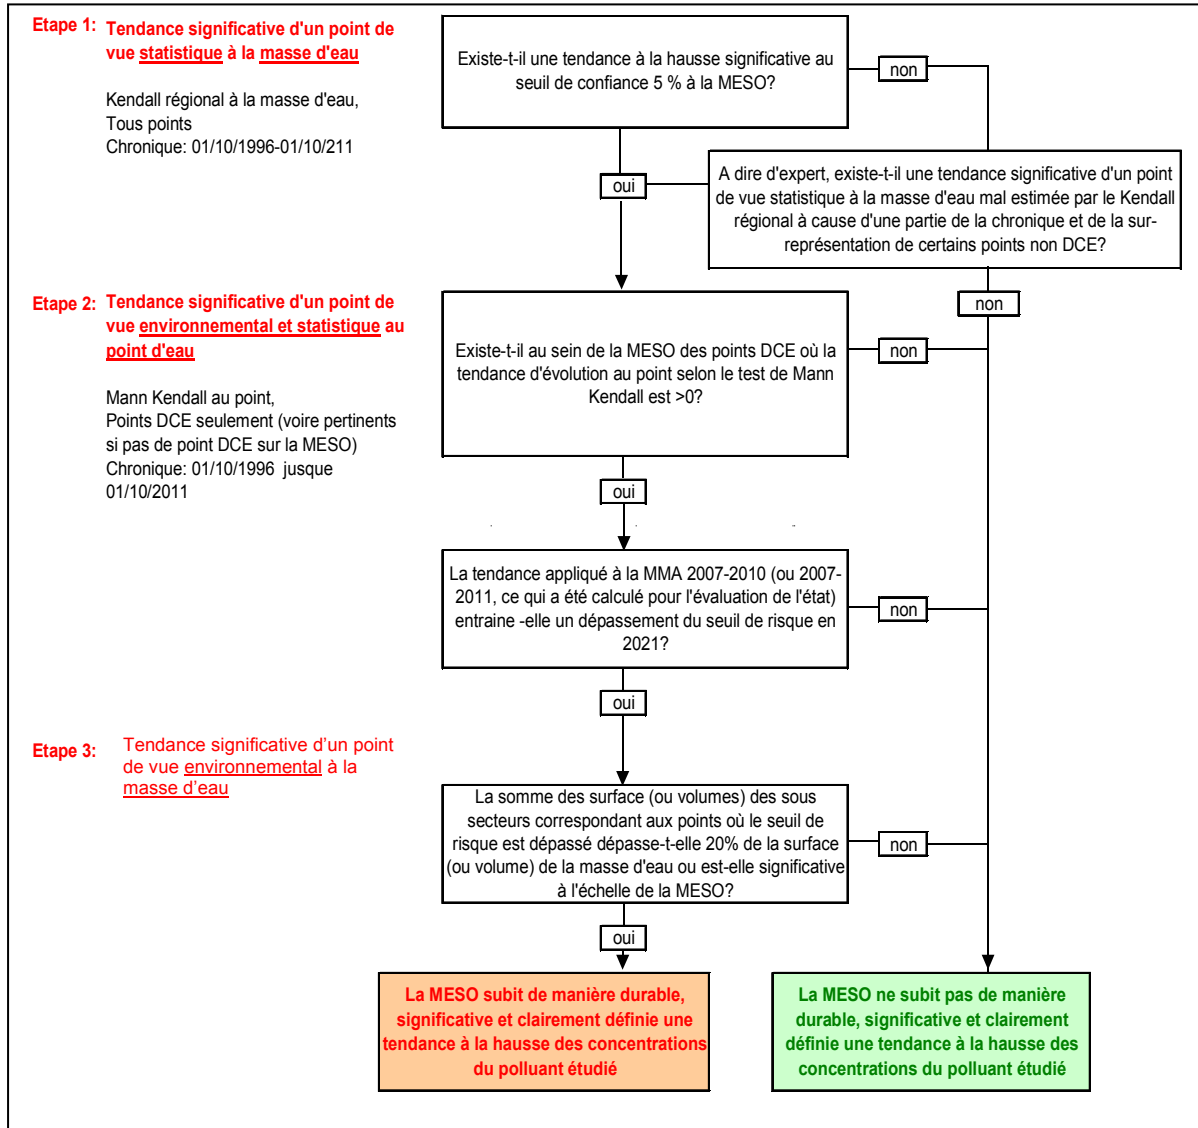 Etape 1: Tendance significative d'un point de
vue statistique à la masse d'eau
Kendall régional à la masse d'eau,
Tous points
Chronique: 01/10/1996-01/10/211
Existe-t-il une tendance à la hausse significative au
seuil de confiance 5 % à la MESO?
non
oui
A dire d'expert, existe-t-il une tendance significative d'un point
de vue statistique à la masse d'eau mal estimée par le Kendall
régional à cause d'une partie de la chronique et de la sur-
représentation de certains points non DCE?
non
Etape 2: Tendance significative d'un point de
vue environnemental et statistique au
point d'eau
Mann Kendall au point,
Points DCE seulement (voire pertinents
si pas de point DCE sur la MESO)
Chronique: 01/10/1996 jusque
01/10/2011
Existe-t-il au sein de la MESO des points DCE où la
tendance d'évolution au point selon le test de Mann
Kendall est >0?
non
oui
La tendance appliqué à la MMA 2007-2010 (ou 2007-
2011, ce qui a été calculé pour l'évaluation de l'état)
entraine -elle un dépassement du seuil de risque en
2021?
non
oui
Etape 3: Tendance significative d'un point
de vue environnemental à la
masse d'eau
La somme des surface (ou volumes) des sous
secteurs correspondant aux points où le seuil de
risque est dépassé dépasse-t-elle 20% de la surface
(ou volume) de la masse d'eau ou est-elle significative
à l'échelle de la MESO?
non
oui
La MESO subit de manière durable,
significative et clairement définie une
tendance à la hausse des concentrations
du polluant étudié
La MESO ne subit pas de manière
durable, significative et clairement
définie une tendance à la hausse des
concentrations du polluant étudié